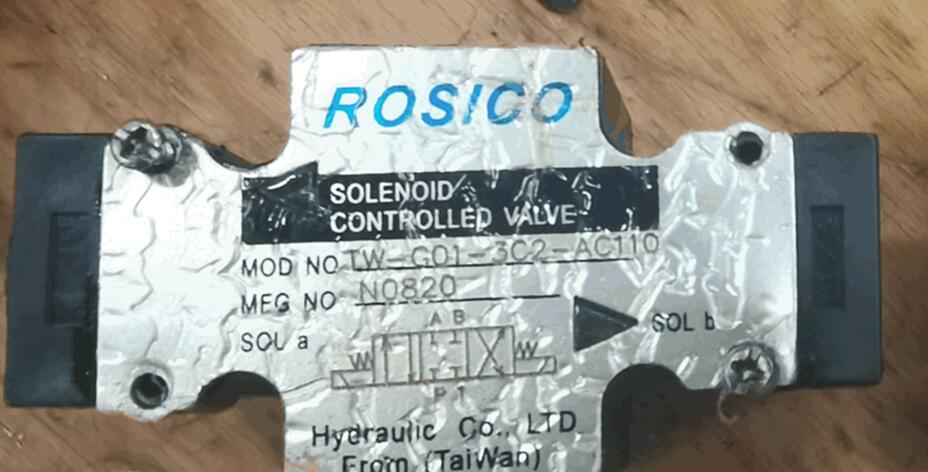 ROSICO
SOLENOID
CONTROLLED VALVE
MOD NO TW-G01-3C2-AC110
MFG NO N0820
A B
SOL a
SOL b
P T
Hydraulic Co., LTD
From (TaiWan)